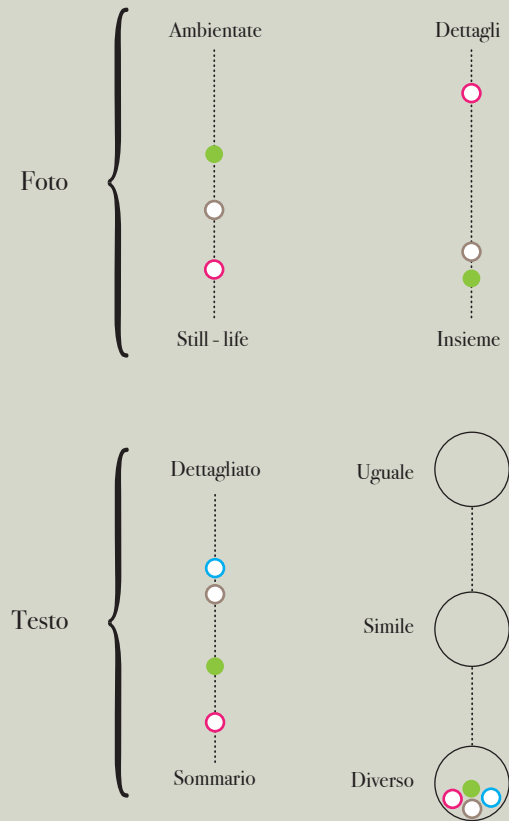 Ambientate
Dettagli
Foto
Still - life
Insieme
Dettagliato
Uguale
Testo
Simile
Sommario
Diverso